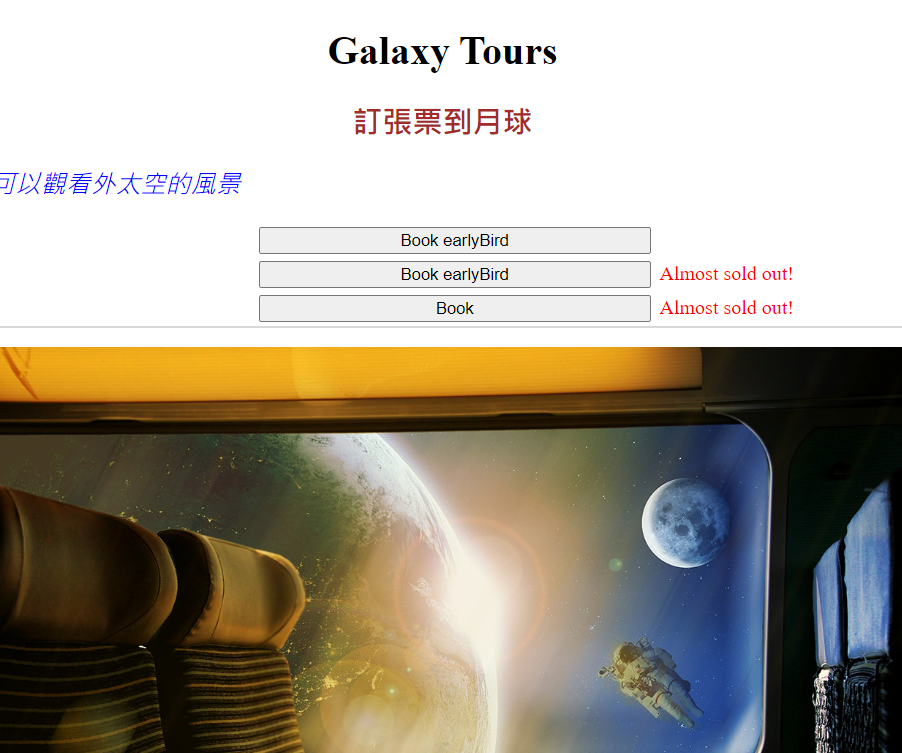 Galaxy Tours
訂張票到月球
可以觀看外太空的風景
Book earlyBird
Book earlyBird Almost sold out!
Book Almost sold out!